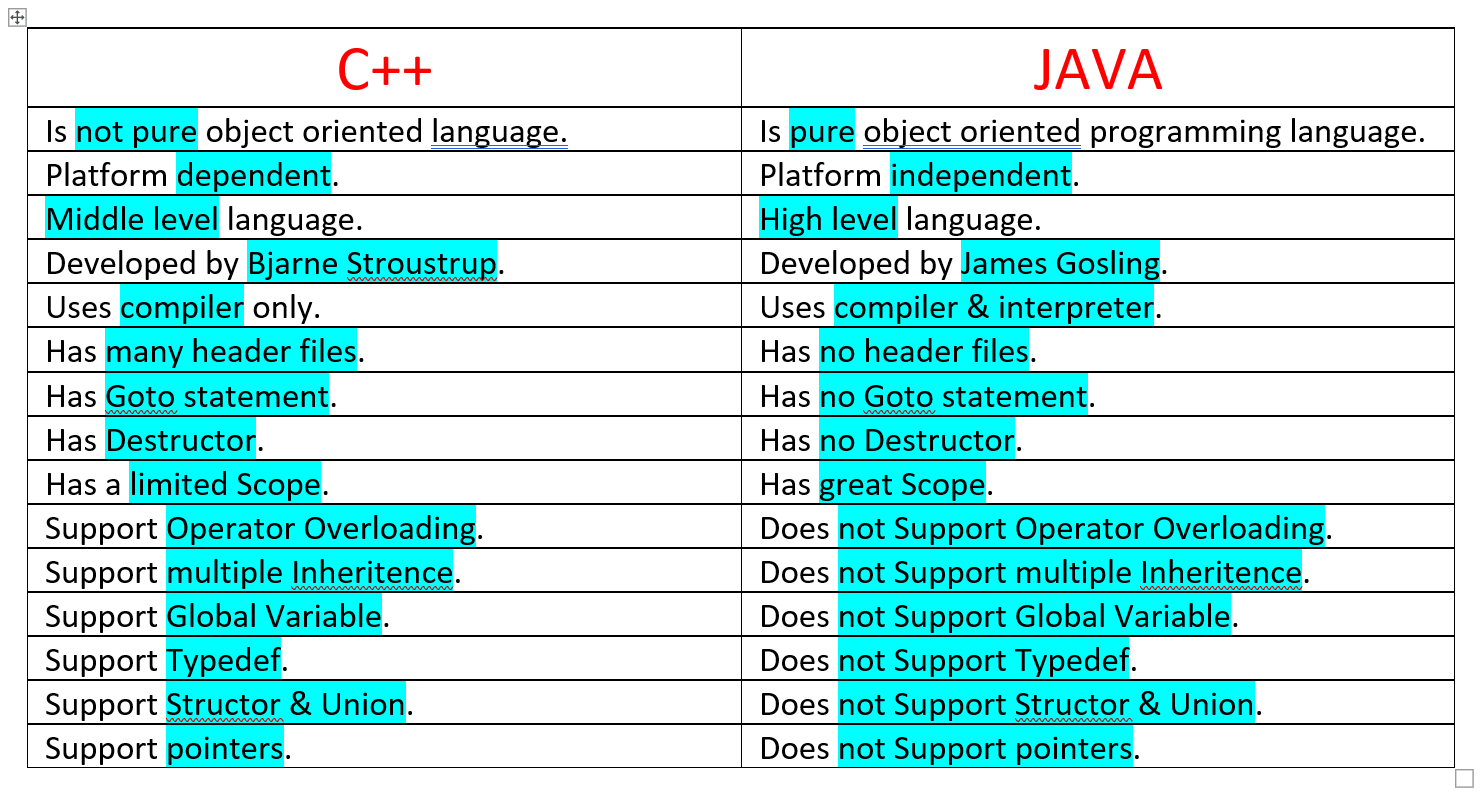 C++ JAVA
Is not pure object oriented language. Is pure object oriented programming language.
Platform dependent. Platform independent.
Middle level language. High level language.
Developed by Bjarne Stroustrup. Developed by James Gosling.
Uses compiler only. Uses compiler & interpreter.
Has many header files. Has no header files.
Has Goto statement. Has no Goto statement.
Has Destructor. Has no Destructor.
Has a limited Scope. Has great Scope.
Support Operator Overloading. Does not Support Operator Overloading.
Support multiple Inheritence. Does not Support multiple Inheritence.
Support Global Variable. Does not Support Global Variable.
Support Typedef. Does not Support Typedef.
Support Structor & Union. Does not Support Structor & Union.
Support pointers. Does not Support pointers.